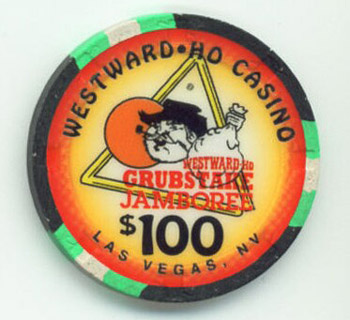 WESTWARD•HO CASINO
WESTWARD-HO
GRUBSTAKE
JAMBOREE
$100
LAS VEGAS, NV